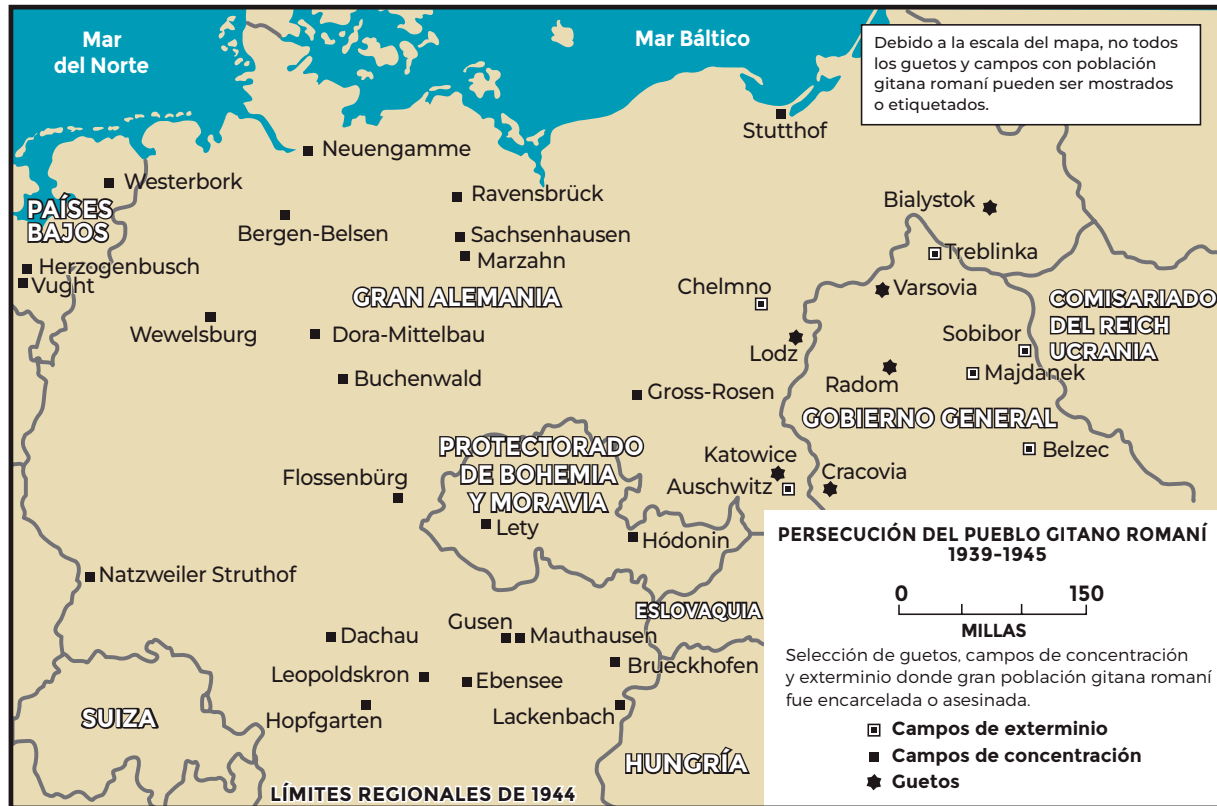 Mar
del Norte
Mar Báltico
Debido a la escala del mapa, no todos
los guetos y campos con población
gitana romaní pueden ser mostrados
o etiquetados.
Stutthof
Neuengamme
Westerbork
Ravensbrück
Bialystok
PAÍSES
BAJOS
Bergen-Belsen
Sachsenhausen
Marzahn
Treblinka
Herzogenbusch
Vught
GRAN ALEMANIA
Chelmno
Varsovia
COMISARIADO
DEL REICH
UCRANIA
Wewelsburg
Dora-Mittelbau
Lodz
Sobibor
Buchenwald
Radom
Majdanek
Gross-Rosen
GOBIERNO GENERAL
PROTECTORADO
DE BOHEMIA
Y MORAVIA
Belzec
Katowice
Cracovia
Flossenbürg
Auschwitz
Lety
Hódonin
Natzweiler Struthof
ESLOVAQUIA
Dachau
Gusen
Mauthausen
Brueckhofen
Leopoldskron
Ebensee
Hopfgarten
Lackenbach
SUIZA
HUNGRÍA
LÍMITES REGIONALES DE 1944
PERSECUCIÓN DEL PUEBLO GITANO ROMANÍ
1939-1945
0 150
MILLAS
Selección de guetos, campos de concentración
y exterminio donde gran población gitana romaní
fue encarcelada o asesinada.
Campos de exterminio
Campos de concentración
Guetos